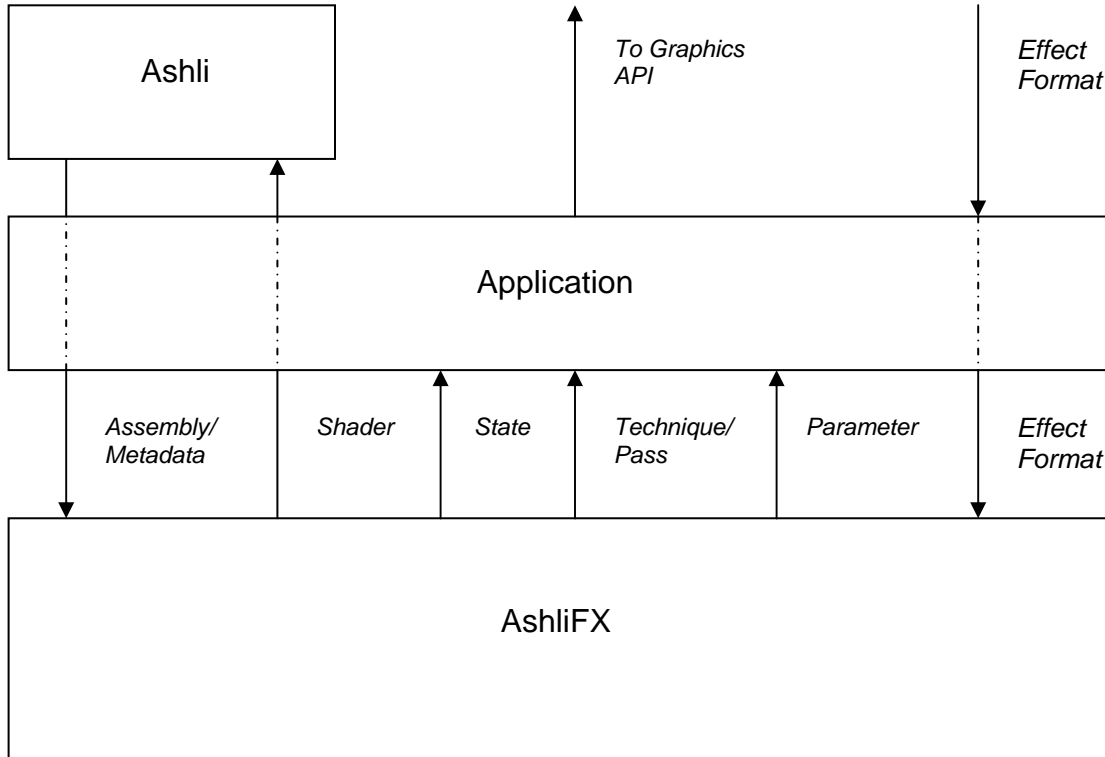 Ashli
To Graphics
API
Effect
Format
Application
Assembly/
Metadata
Shader
State
Technique/
Pass
Parameter
Effect
Format
AshliFX